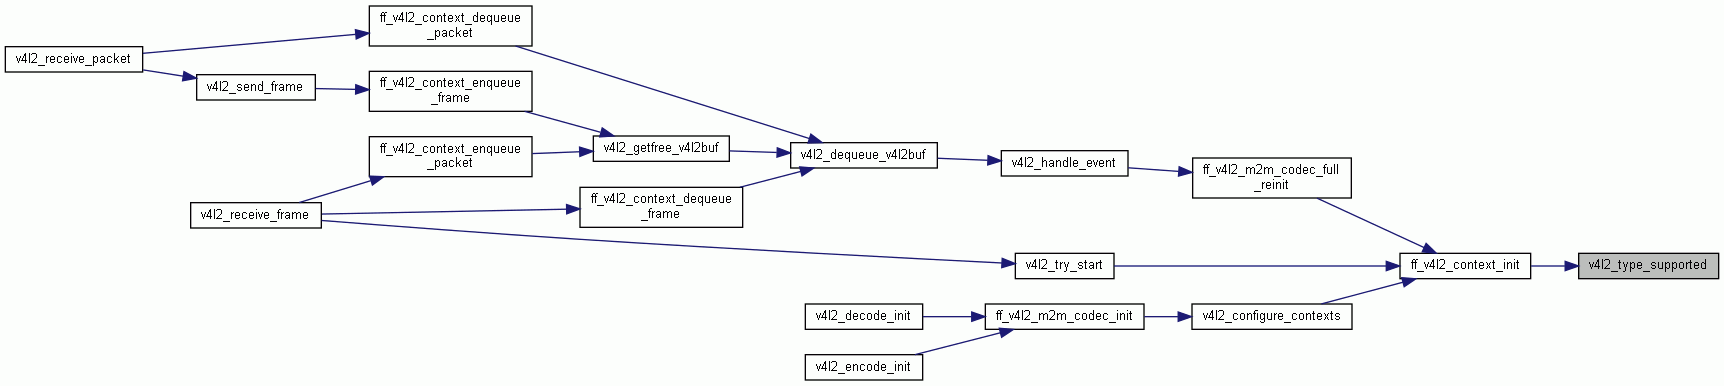 ff_v4l2_context_dequeue
_packet
v4l2_receive_packet
v4l2_send_frame
ff_v4l2_context_enqueue
_frame
ff_v4l2_context_enqueue
_packet
v4l2_getfree_v4l2buf
v4l2_dequeue_v4l2buf
v4l2_handle_event
ff_v4l2_m2m_codec_full
_reinit
v4l2_receive_frame
ff_v4l2_context_dequeue
_frame
v4l2_try_start
ff_v4l2_context_init
v4l2_type_supported
v4l2_decode_init
ff_v4l2_m2m_codec_init
v4l2_configure_contexts
v4l2_encode_init